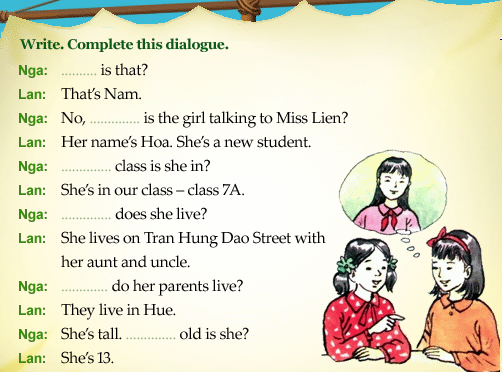 Write. Complete this dialogue.
Nga: .......... is that?
Lan: That's Nam.
Nga: No, .............. is the girl talking to Miss Lien?
Lan: Her name's Hoa. She's a new student.
Nga: .............. class is she in?
Lan: She's in our class – class 7A.
Nga: .............. does she live?
Lan: She lives on Tran Hung Dao Street with
her aunt and uncle.
Nga: ............. do her parents live?
Lan: They live in Hue.
Nga: She's tall. .............. old is she?
Lan: She's 13.